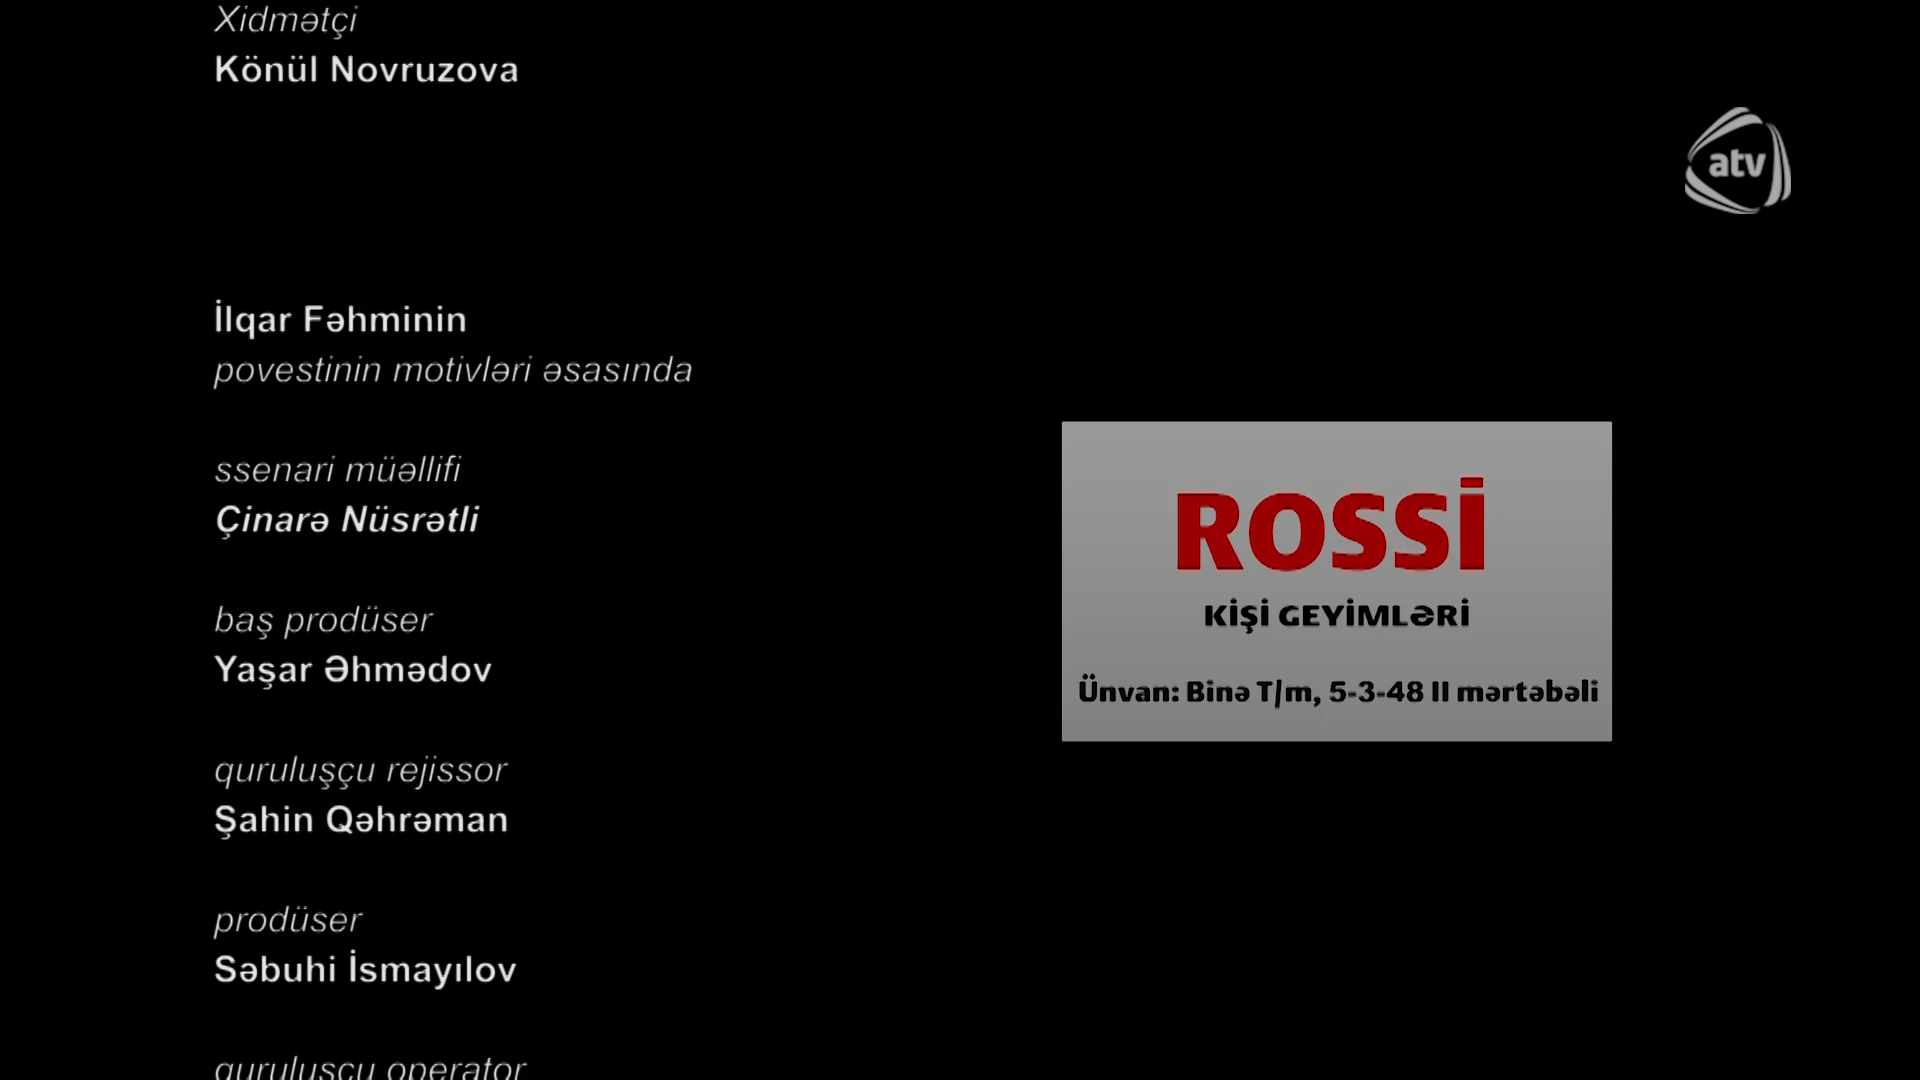 Xidmətçi
Könül Novruzova
atv
İlqar Fəhminin
povestinin motivləri əsasında
ssenari müəllifi
Çinarə Nüsrətli
baş prodüser
Yaşar Əhmədov
quruluşçu rejissor
Şahin Qəhrəman
prodüser
Səbuhi İsmayılov
quruluşçu operator
ROSSİ
KİŞİ GEYİMLƏRİ
Ünvan: Binə T/m, 5-3-48 II mərtəbəli